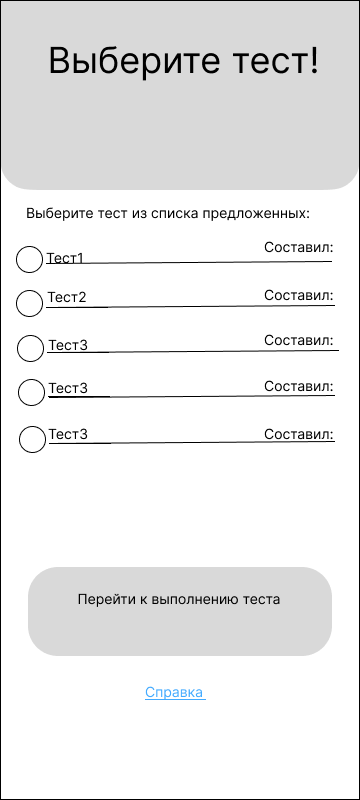 Выберите тест!
Выберите тест из списка предложенных:
Тест1 Составил:
Тест2 Составил:
Тест3 Составил:
Тест3 Составил:
Тест3 Составил:
Перейти к выполнению теста
Справка